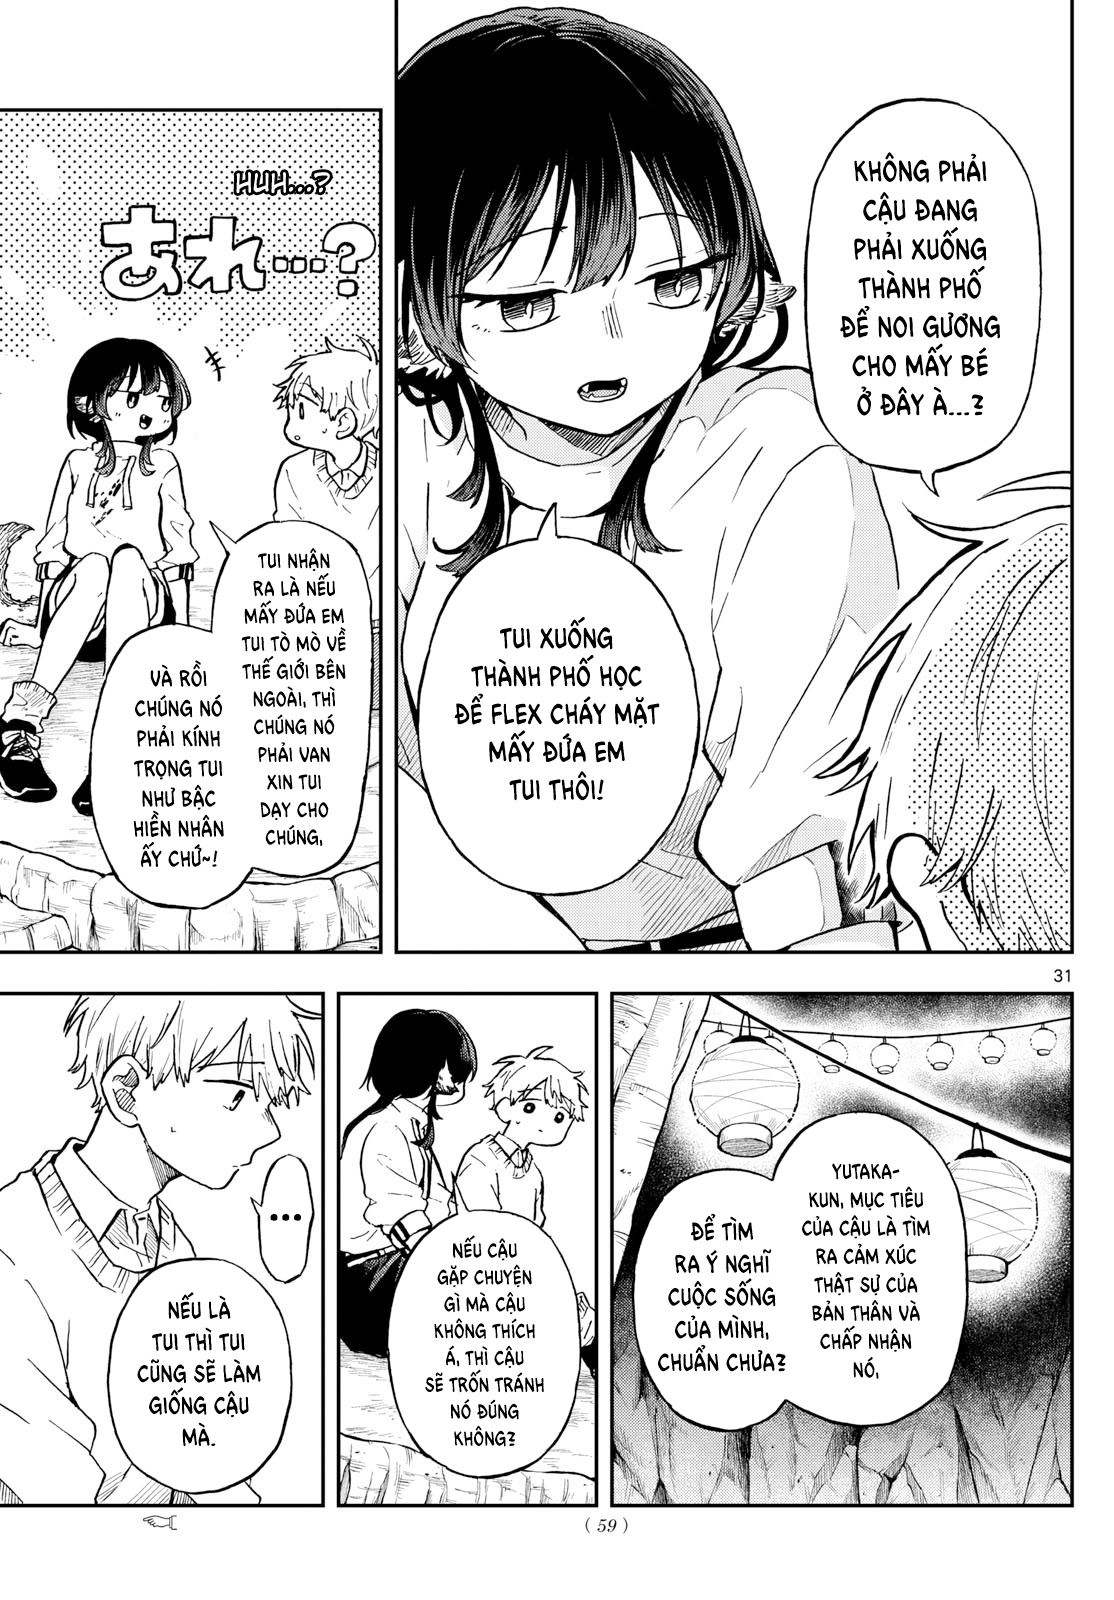 KHÔNG PHẢI
CẬU ĐANG
PHẢI XUỐNG
THÀNH PHỐ
ĐỂ NOI GƯƠNG
CHO MẤY BÉ
Ở ĐÂY À...?
TUI XUỐNG
THÀNH PHỐ HỌC
ĐỂ FLEX CHÁY MẶT
MẤY ĐỨA EM
TUI THÔI!
HUH...?
あれ…?
TUI NHẬN
RA LÀ NẾU
MẤY ĐỨA EM
TUI TÒ MÒ VỀ
THẾ GIỚI BÊN
NGOÀI, THÌ
CHÚNG NÓ
PHẢI VAN
XIN TUI
DẠY CHO
CHÚNG,
VÀ RỒI
CHÚNG NÓ
PHẢI KÍNH
TRỌNG TUI
NHƯ BẬC
HIỀN NHÂN
ẤY CHỨ~!
31
YUTAKA-
KUN, MỤC TIÊU
CỦA CẬU LÀ TÌM
RA CẢM XÚC
THẬT SỰ CỦA
BẢN THÂN VÀ
CHẤP NHẬN
NÓ,
ĐỂ TÌM
RA Ý NGHĨ
CUỘC SỐNG
CỦA MÌNH,
CHUẨN CHƯA?
NẾU CẬU
GẶP CHUYỆN
GÌ MÀ CẬU
KHÔNG THÍCH
Á, THÌ CẬU
SẼ TRỐN TRÁNH
NÓ ĐÚNG
KHÔNG?
...
NẾU LÀ
TUI THÌ TUI
CŨNG SẼ LÀM
GIỐNG CẬU
MÀ.
( 59 )